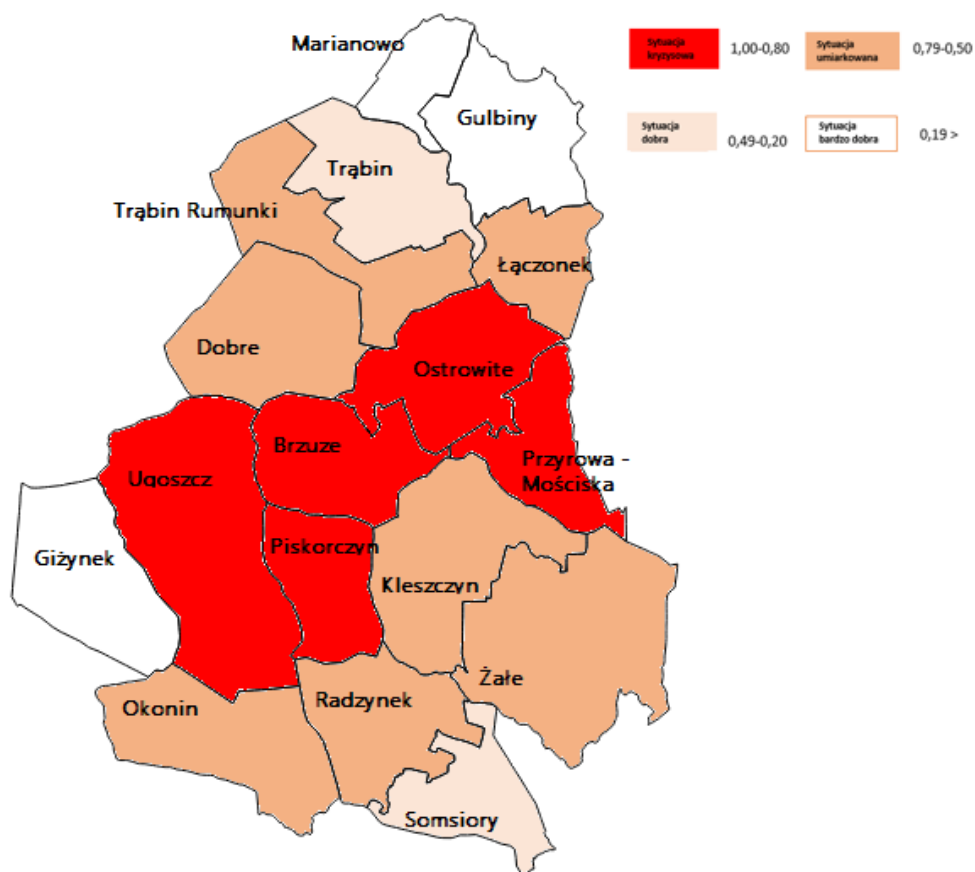 Marianowo
Sytuacja
kryzysowa
1,00-0,80
Sytuacja
umiarkowana
0,79-0,50
Gulbiny
Sytuacja
dobra
0,49-0,20
Sytuacja
bardzo dobra
0,19 >
Trąbin
Trąbin Rumunki
Łączonek
Dobre
Ostrowite
Brzuze
Przyrowa -
Mościska
Ugoszcz
Giżynek
Piskorczyn
Kleszczyn
Żałe
Okonin
Radzynek
Somsiory